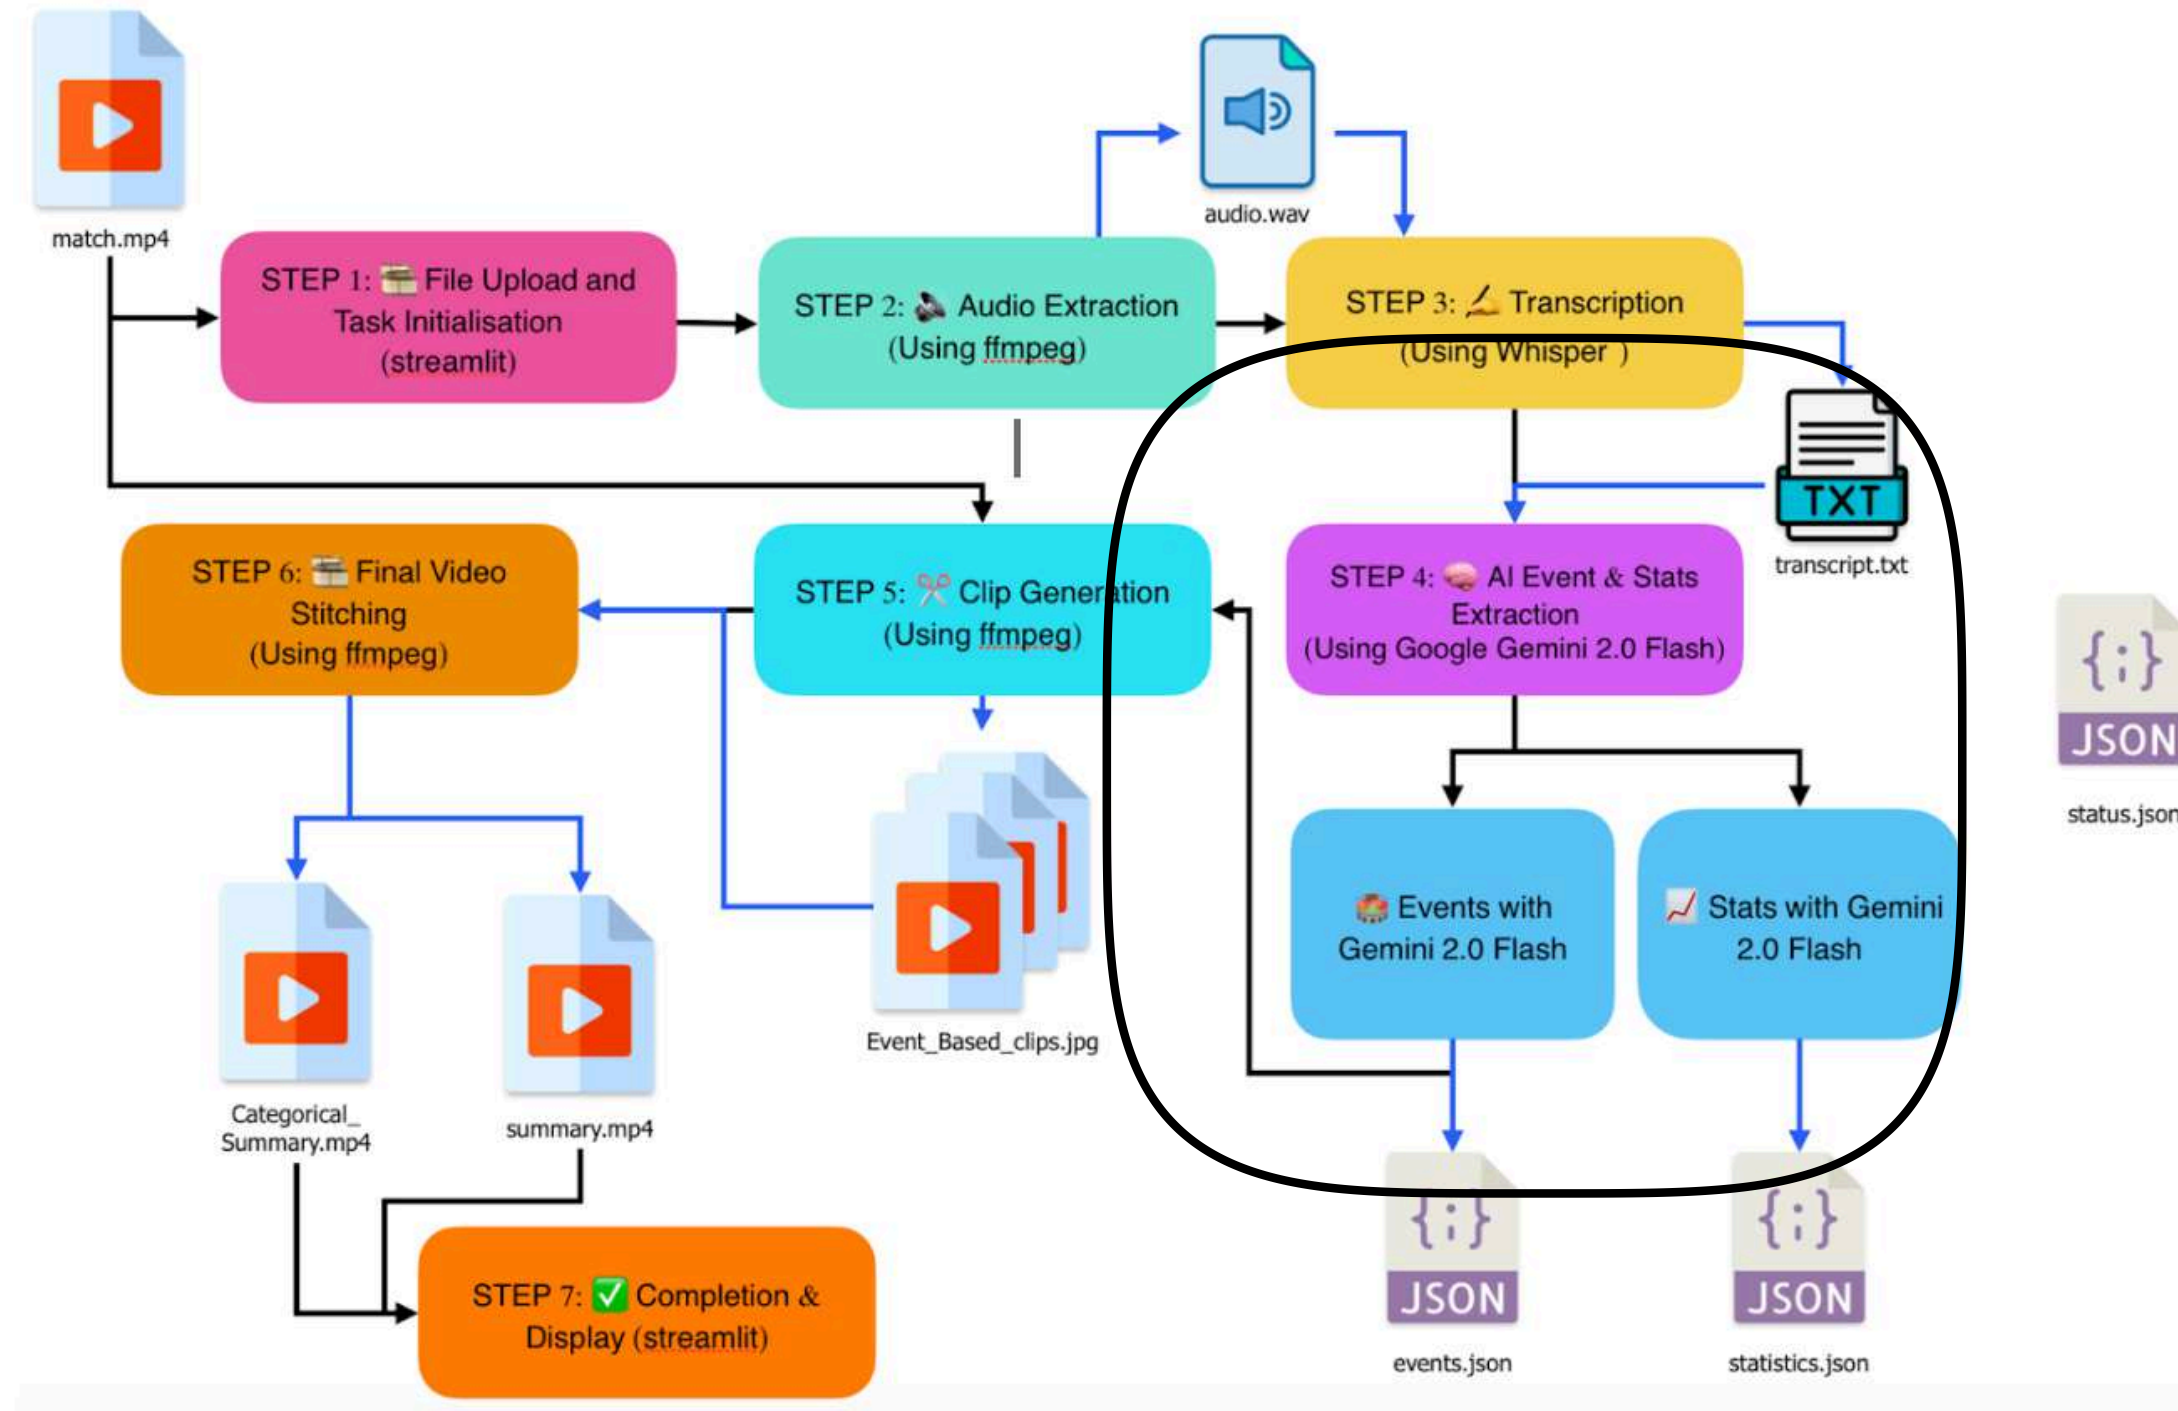 match.mp4
audio.wav
STEP 1: File Upload and
Task Initialisation
(streamlit)
STEP 2: Audio Extraction
(Using ffmpeg)
STEP 3: Transcription
(Using Whisper )
TXT
transcript.txt
STEP 4: AI Event & Stats
Extraction
(Using Google Gemini 2.0 Flash)
STEP 5: Clip Generation
(Using ffmpeg)
STEP 6: Final Video
Stitching
(Using ffmpeg)
{;}
JSON
status.json
Events with
Gemini 2.0 Flash
Stats with Gemini
2.0 Flash
Event_Based_clips.jpg
Categorical_
Summary.mp4
summary.mp4
{;}
JSON
events.json
{;}
JSON
statistics.json
STEP 7: Completion &
Display (streamlit)